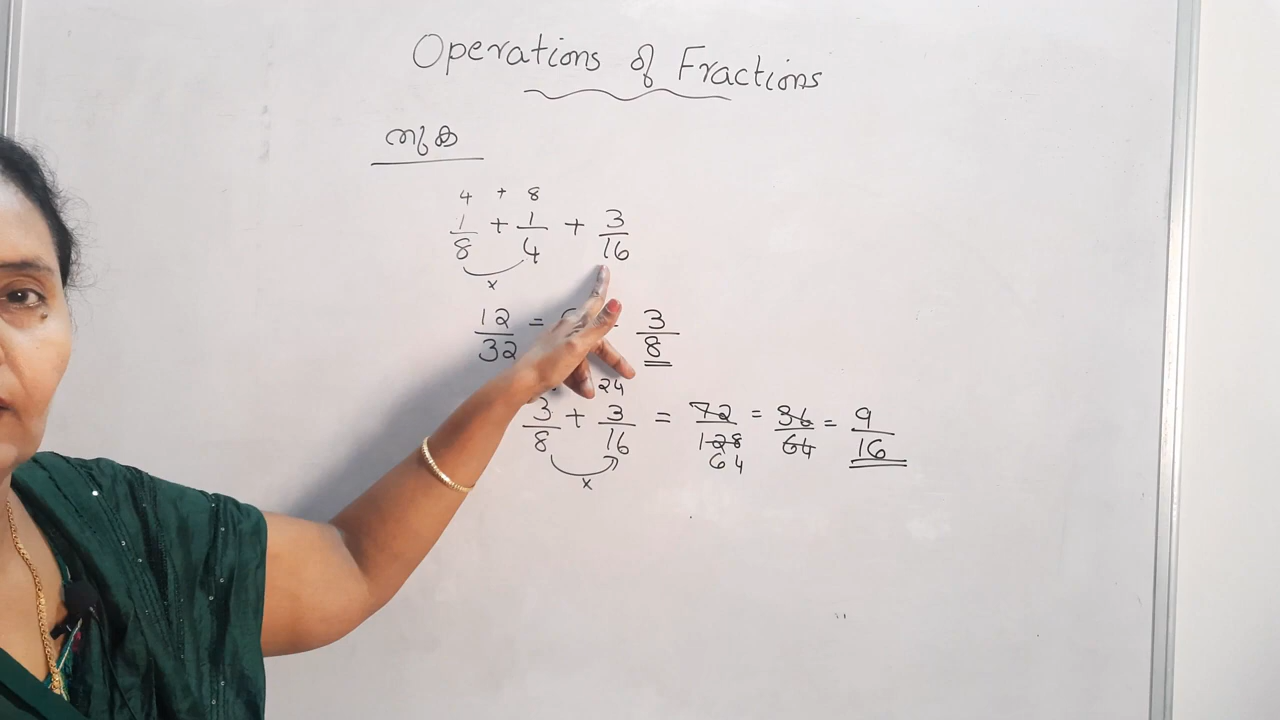 Operations of Fractions
തുക
4 + 8
1/8 + 1/4 + 3/16
x
12/32 = 3/8
24
3/8 + 3/16 = 72/128 = 36/64 = 9/16
64
x